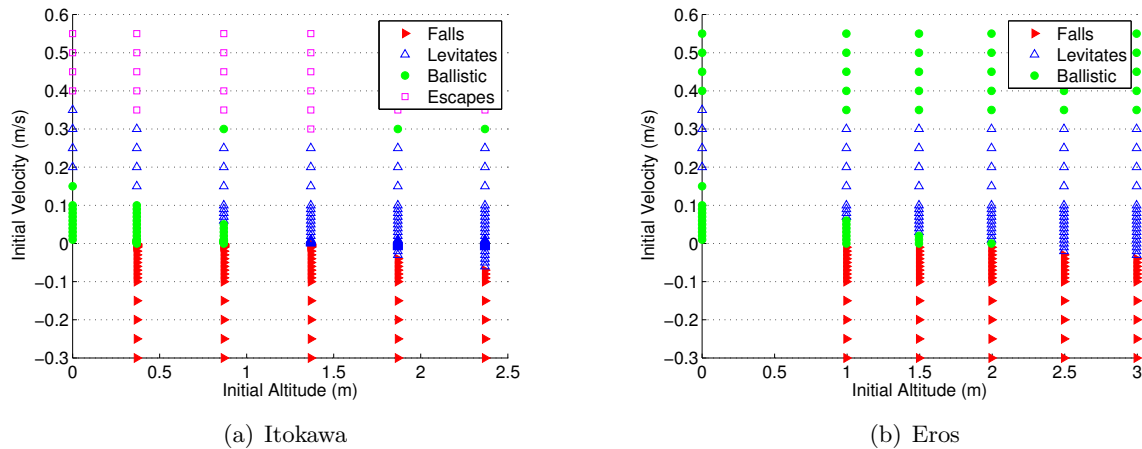 0.6
0.5
0.4
0.3
0.2
0.1
0
−0.1
−0.2
−0.3
Initial Velocity (m/s)
0
0.5
1
1.5
2
2.5
Initial Altitude (m)
Falls
Levitates
Ballistic
Escapes
(a) Itokawa
0.6
0.5
0.4
0.3
0.2
0.1
0
−0.1
−0.2
−0.3
Initial Velocity (m/s)
0
0.5
1
1.5
2
2.5
3
Initial Altitude (m)
Falls
Levitates
Ballistic
(b) Eros